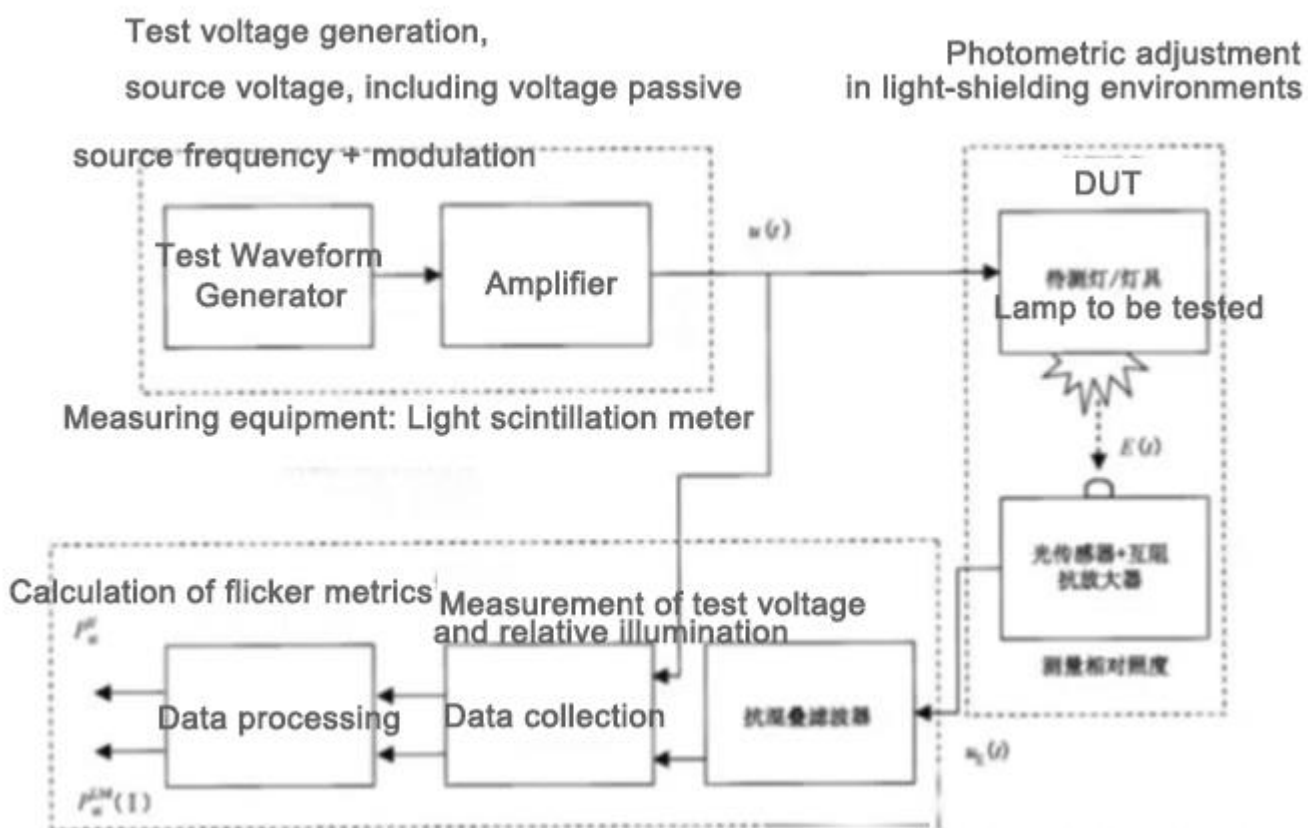 Test voltage generation,
source voltage, including voltage passive
source frequency + modulation
Photometric adjustment
in light-shielding environments
DUT
Test Waveform
Generator
Amplifier
u(t)
待测灯/灯具
Lamp to be tested
Measuring equipment: Light scintillation meter
E(t)
光传感器+互阻
抗放大器
测量相对照度
Calculation of flicker metrics
Measurement of test voltage
and relative illumination
Data processing
Data collection
抗混叠滤波器
u_E(t)